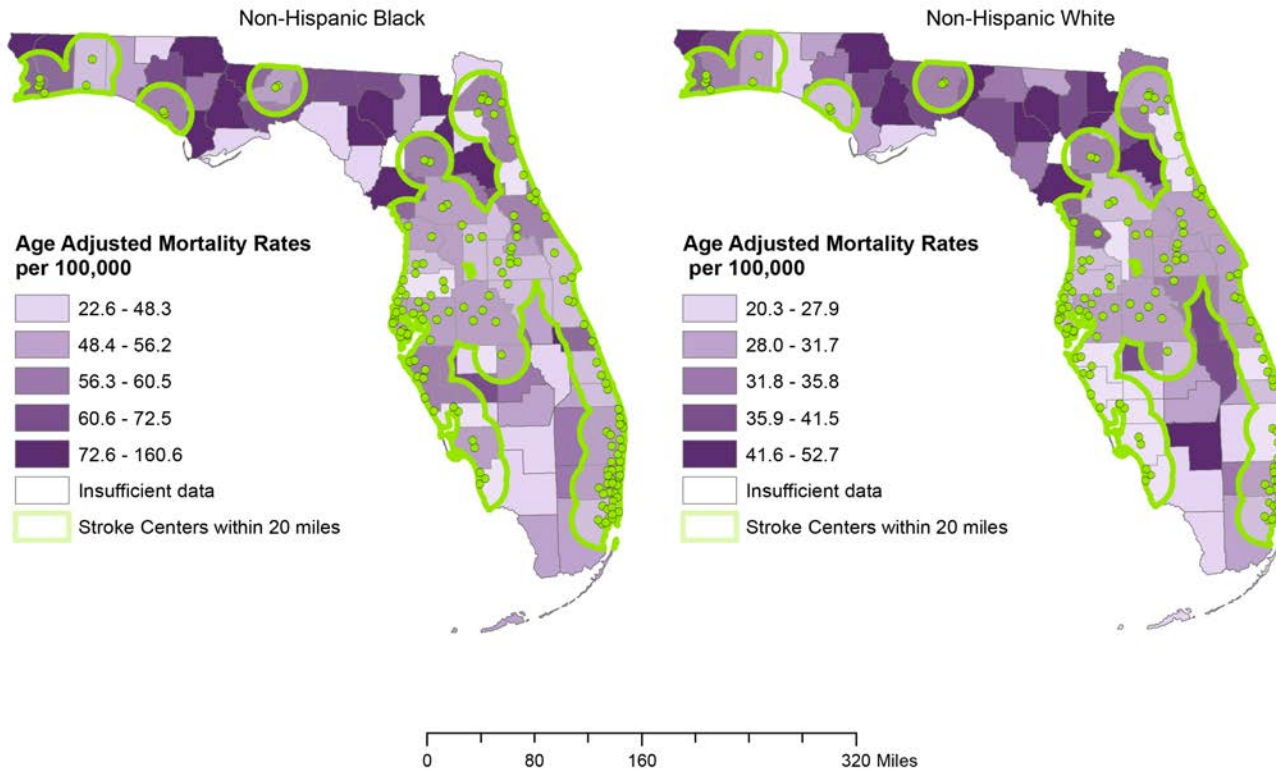 Non-Hispanic Black
Non-Hispanic White
Age Adjusted Mortality Rates
per 100,000
22.6 - 48.3
48.4 - 56.2
56.3 - 60.5
60.6 - 72.5
72.6 - 160.6
Insufficient data
Stroke Centers within 20 miles
Age Adjusted Mortality Rates
per 100,000
20.3 - 27.9
28.0 - 31.7
31.8 - 35.8
35.9 - 41.5
41.6 - 52.7
Insufficient data
Stroke Centers within 20 miles
0 80 160 320 Miles